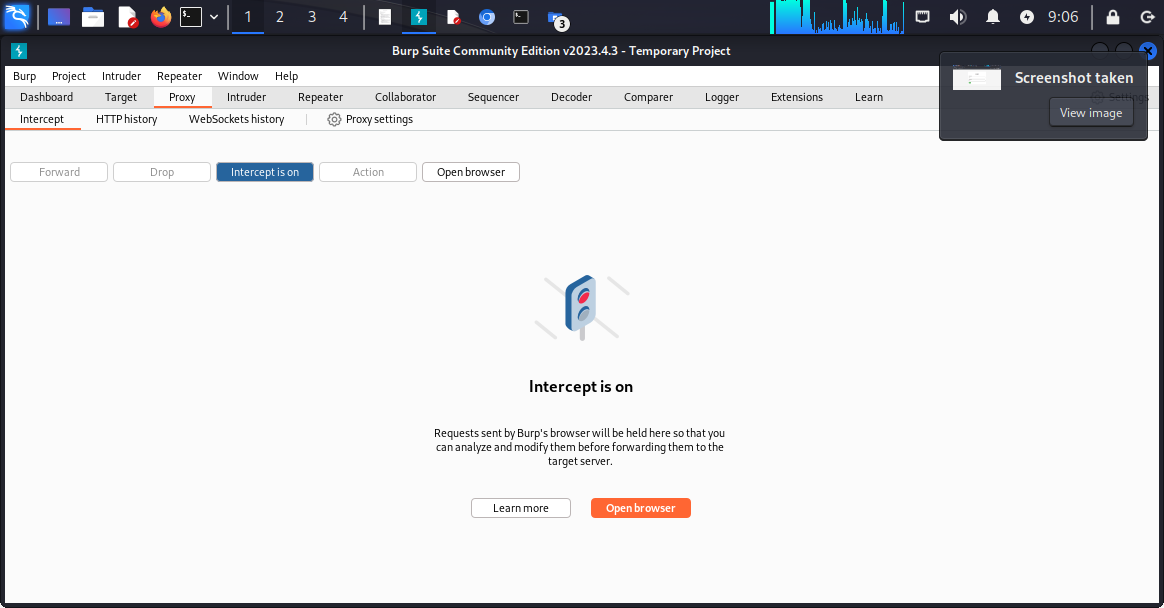 1 2 3 4 3 9:06
Burp Suite Community Edition v2023.4.3 - Temporary Project
Burp Project Intruder Repeater Window Help
Screenshot taken
Dashboard Target Proxy Intruder Repeater Collaborator Sequencer Decoder Comparer Logger Extensions Learn Settings
View image
Intercept HTTP history WebSockets history Proxy settings
Forward Drop Intercept is on Action Open browser
Intercept is on
Requests sent by Burp's browser will be held here so that you
can analyze and modify them before forwarding them to the
target server.
Learn more Open browser